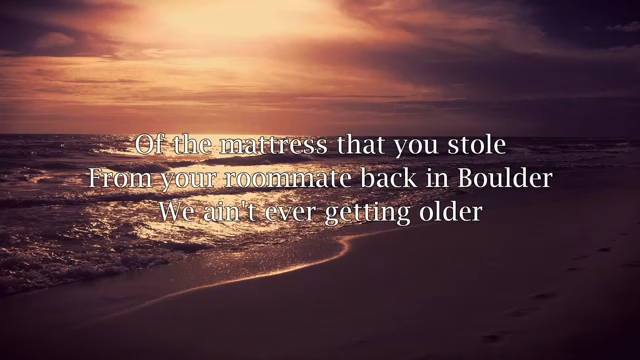 Of the mattress that you stole
From your roommate back in Boulder
We ain't ever getting older